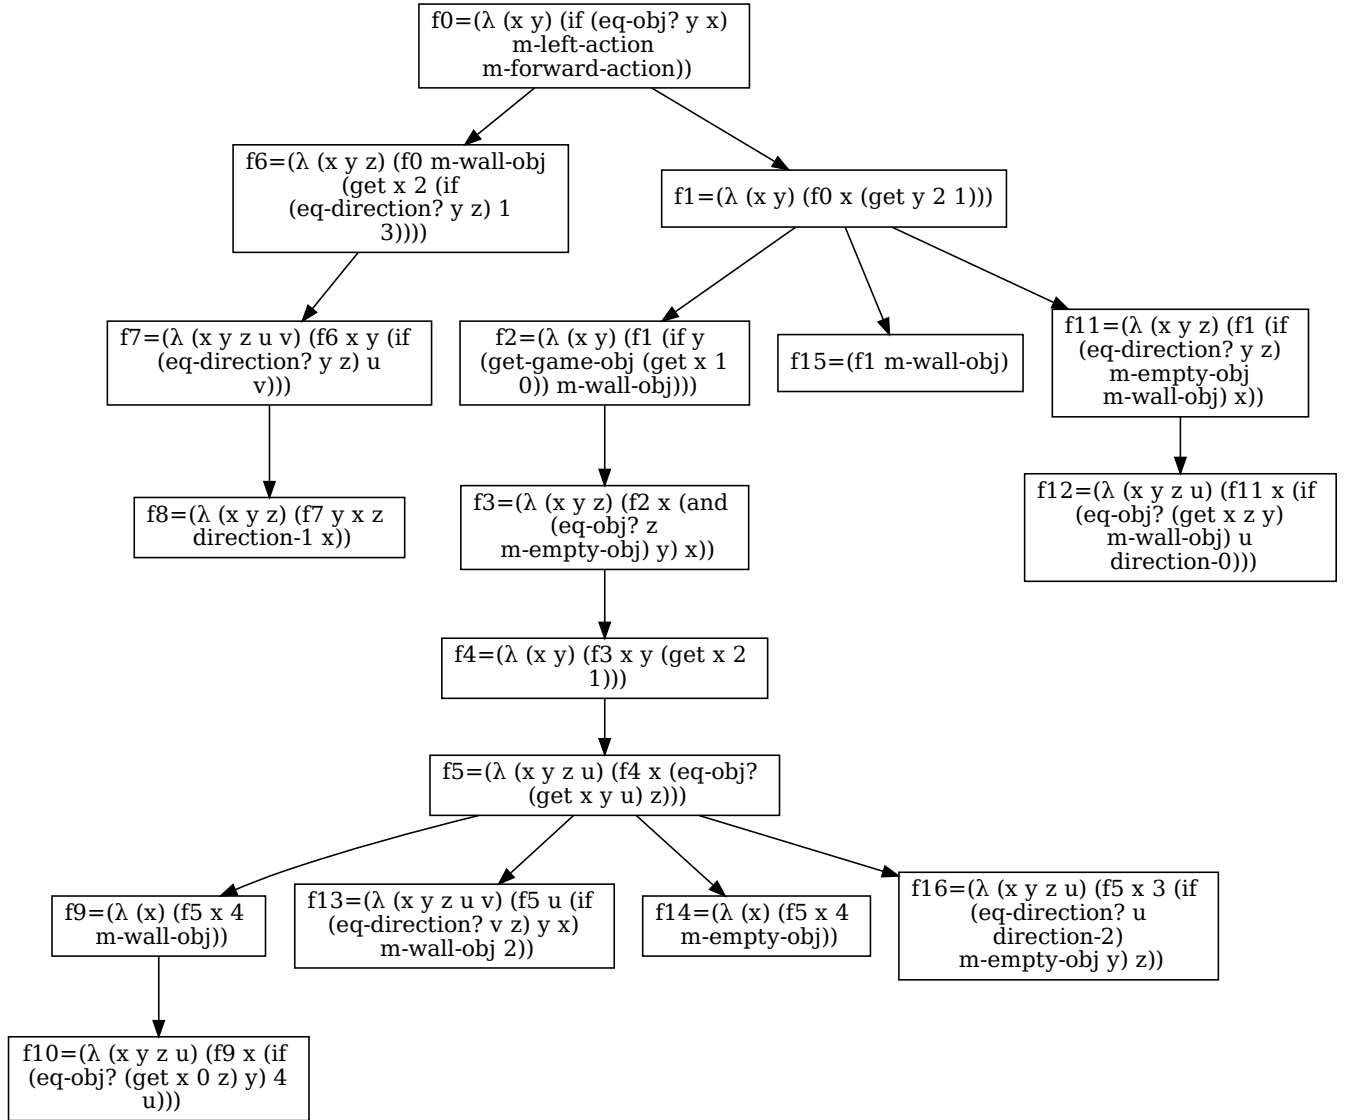 f0=(λ (x y) (if (eq-obj? y x)
m-left-action
m-forward-action))
f6=(λ (x y z) (f0 m-wall-obj
(get x 2 (if
(eq-direction? y z) 1
3))))
f1=(λ (x y) (f0 x (get y 2 1)))
f7=(λ (x y z u v) (f6 x y (if
(eq-direction? y z) u
v)))
f2=(λ (x y) (f1 (if y
(get-game-obj (get x 1
0)) m-wall-obj)))
f15=(f1 m-wall-obj)
f11=(λ (x y z) (f1 (if
(eq-direction? y z)
m-empty-obj
m-wall-obj) x))
f8=(λ (x y z) (f7 y x z
direction-1 x))
f3=(λ (x y z) (f2 x (and
(eq-obj? z
m-empty-obj) y) x))
f12=(λ (x y z u) (f11 x (if
(eq-obj? (get x z y)
m-wall-obj) u
direction-0)))
f4=(λ (x y) (f3 x y (get x 2
1)))
f5=(λ (x y z u) (f4 x (eq-obj?
(get x y u) z)))
f9=(λ (x) (f5 x 4
m-wall-obj))
f13=(λ (x y z u v) (f5 u (if
(eq-direction? v z) y x)
m-wall-obj 2))
f14=(λ (x) (f5 x 4
m-empty-obj))
f16=(λ (x y z u) (f5 x 3 (if
(eq-direction? u
direction-2)
m-empty-obj y) z))
f10=(λ (x y z u) (f9 x (if
(eq-obj? (get x 0 z) y) 4
u)))